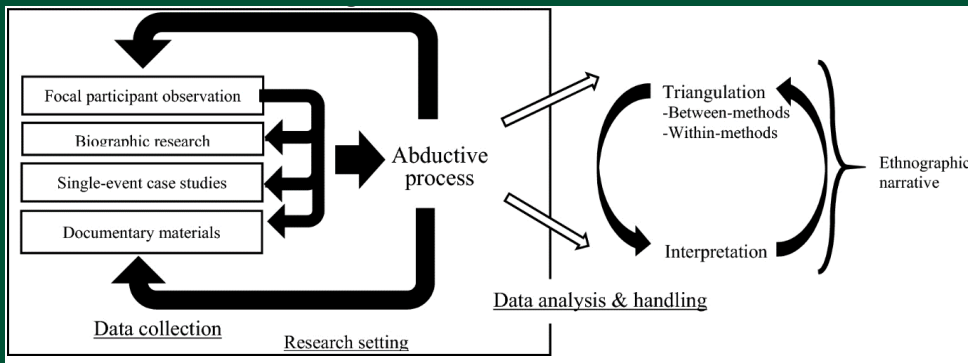 Focal participant observation
Biographic research
Single-event case studies
Documentary materials
Data collection
Research setting
Abductive
process
Data analysis & handling
Triangulation
-Between-methods
-Within-methods
Interpretation
Ethnographic
narrative